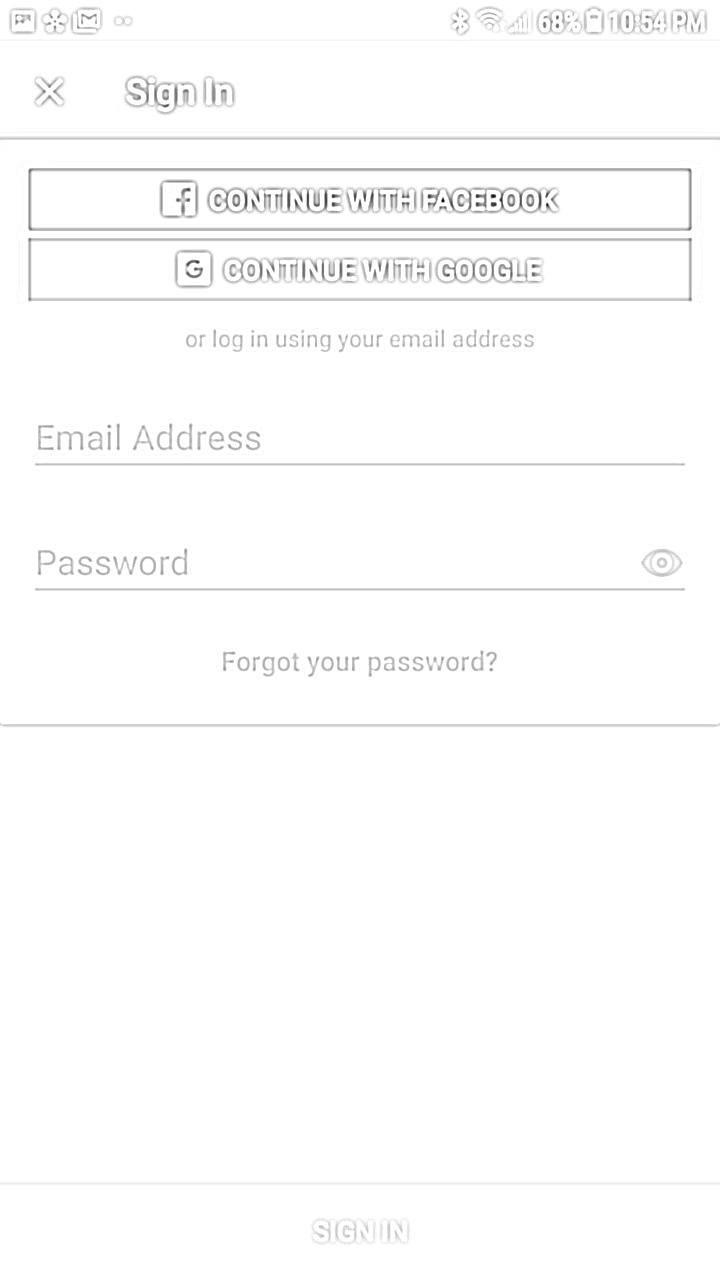 68% 10:54 PM
Sign In
f CONTINUE WITH FACEBOOK
G CONTINUE WITH GOOGLE
or log in using your email address
Email Address
Password
Forgot your password?
SIGN IN